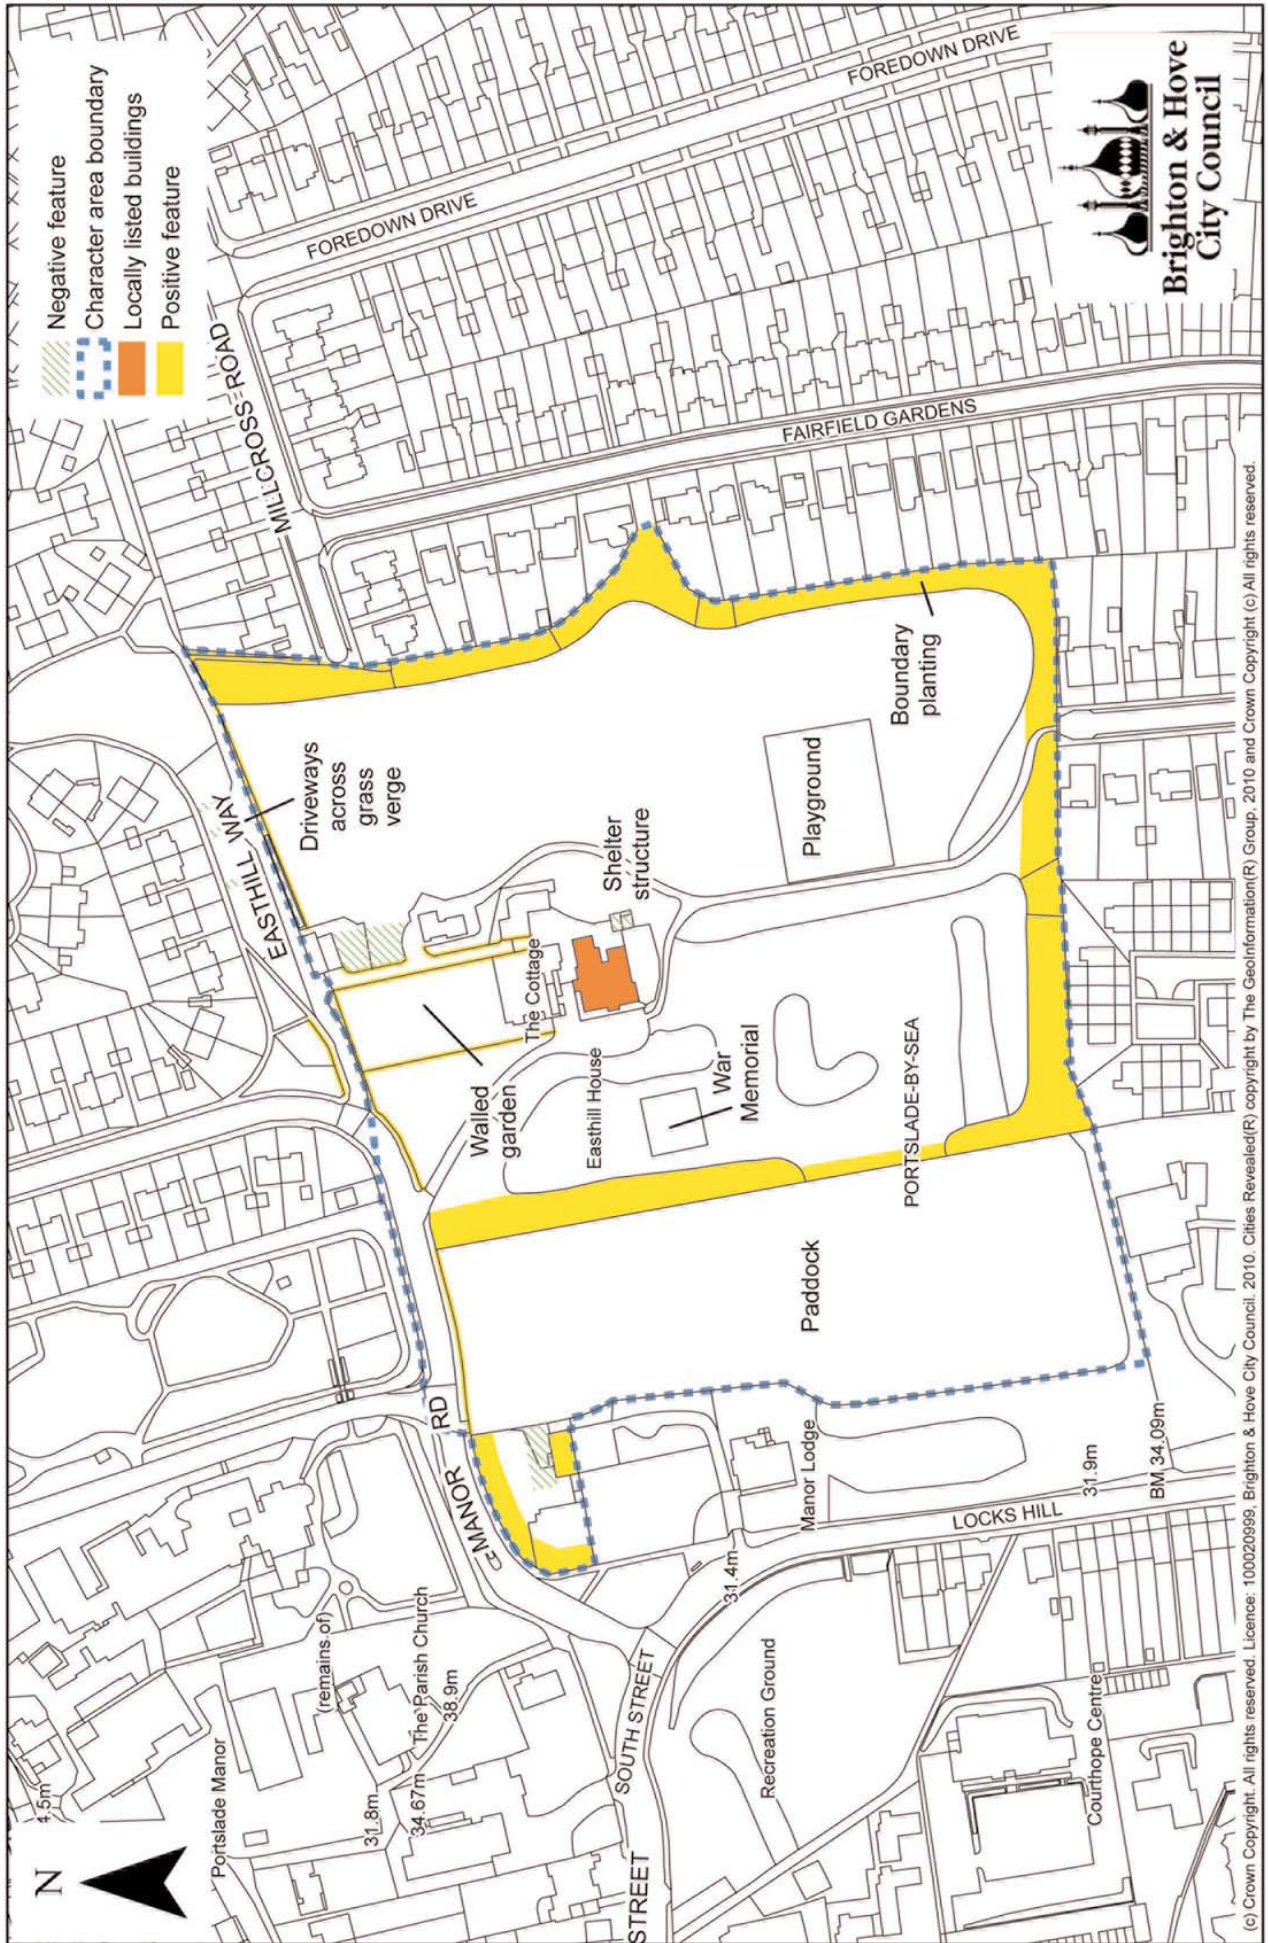 N
Negative feature
Character area boundary
Locally listed buildings
Positive feature
4.5m
Portslade Manor
(remains of)
The Parish Church
38.9m
31.8m
34.67m
MANOR
RD
EASTHILL WAY
MILLCROSS ROAD
FOREDOWN DRIVE
FOREDOWN DRIVE
Driveways
across
grass
verge
Walled
garden
The Cottage
Easthill House
Shelter
structure
War
Memorial
Playground
Boundary
planting
FAIRFIELD GARDENS
STREET
SOUTH STREET
31.4m
Recreation Ground
Manor Lodge
Paddock
PORTSLADE-BY-SEA
LOCKS HILL
31.9m
BM 34.09m
Courthope Centre
Brighton & Hove
City Council
(c) Crown Copyright. All rights reserved. Licence: 100020999, Brighton & Hove City Council. 2010. Cities Revealed(R) copyright by The GeoInformation(R) Group, 2010 and Crown Copyright (c) All rights reserved.